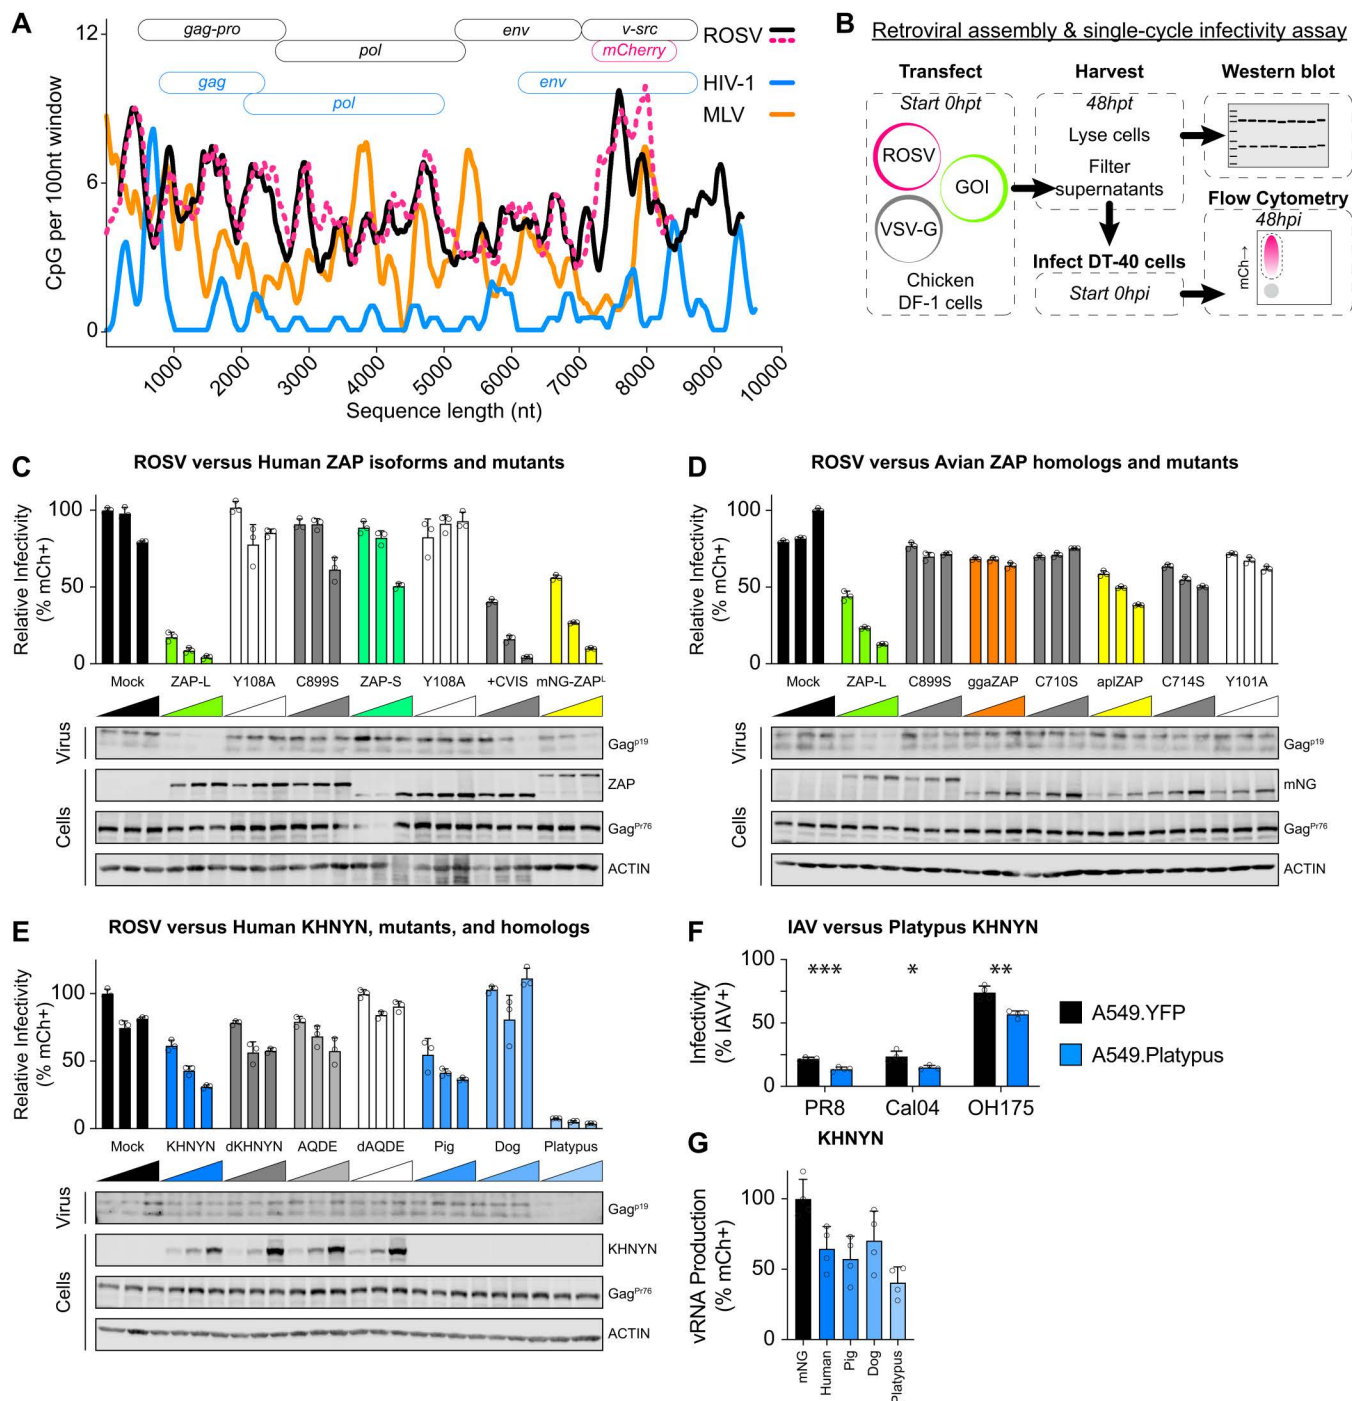 A
12
6
0
CpG per 100nt window
gag-pro
env
v-src
pol
mCherry
gag
env
pol
ROSV
HIV-1
MLV
1000
2000
3000
4000
5000
6000
7000
8000
9000
10000
Sequence length (nt)
B
Retroviral assembly & single-cycle infectivity assay
Transfect
Harvest
Western blot
Start 0hpt
48hpt
ROSV
Lyse cells
GOI
Filter
supernatants
VSV-G
Flow Cytometry
48hpi
mCh→
Infect DT-40 cells
Start 0hpi
Chicken
DF-1 cells
C
ROSV versus Human ZAP isoforms and mutants
Relative Infectivity
(% mCh+)
100
50
0
Mock ZAP-L Y108A C899S ZAP-S Y108A +CVIS mNG-ZAPᴸ
Virus
Gagᵖ¹⁹
Cells
ZAP
Gagᴾʳ⁷⁶
ACTIN
D
ROSV versus Avian ZAP homologs and mutants
Relative Infectivity
(% mCh+)
100
50
0
Mock ZAP-L C899S ggaZAP C710S aplZAP C714S Y101A
Virus
Gagᵖ¹⁹
Cells
mNG
Gagᴾʳ⁷⁶
ACTIN
E
ROSV versus Human KHNYN, mutants, and homologs
Relative Infectivity
(% mCh+)
100
50
0
Mock KHNYN dKHNYN AQDE dAQDE Pig Dog Platypus
Virus
Gagᵖ¹⁹
Cells
KHNYN
Gagᴾʳ⁷⁶
ACTIN
F
IAV versus Platypus KHNYN
Infectivity
(% IAV+)
100
50
0
*** * **
PR8 Cal04 OH175
A549.YFP
A549.Platypus
G
KHNYN
vRNA Production
(% mCh+)
100
50
0
mNG
Human
Pig
Dog
Platypus